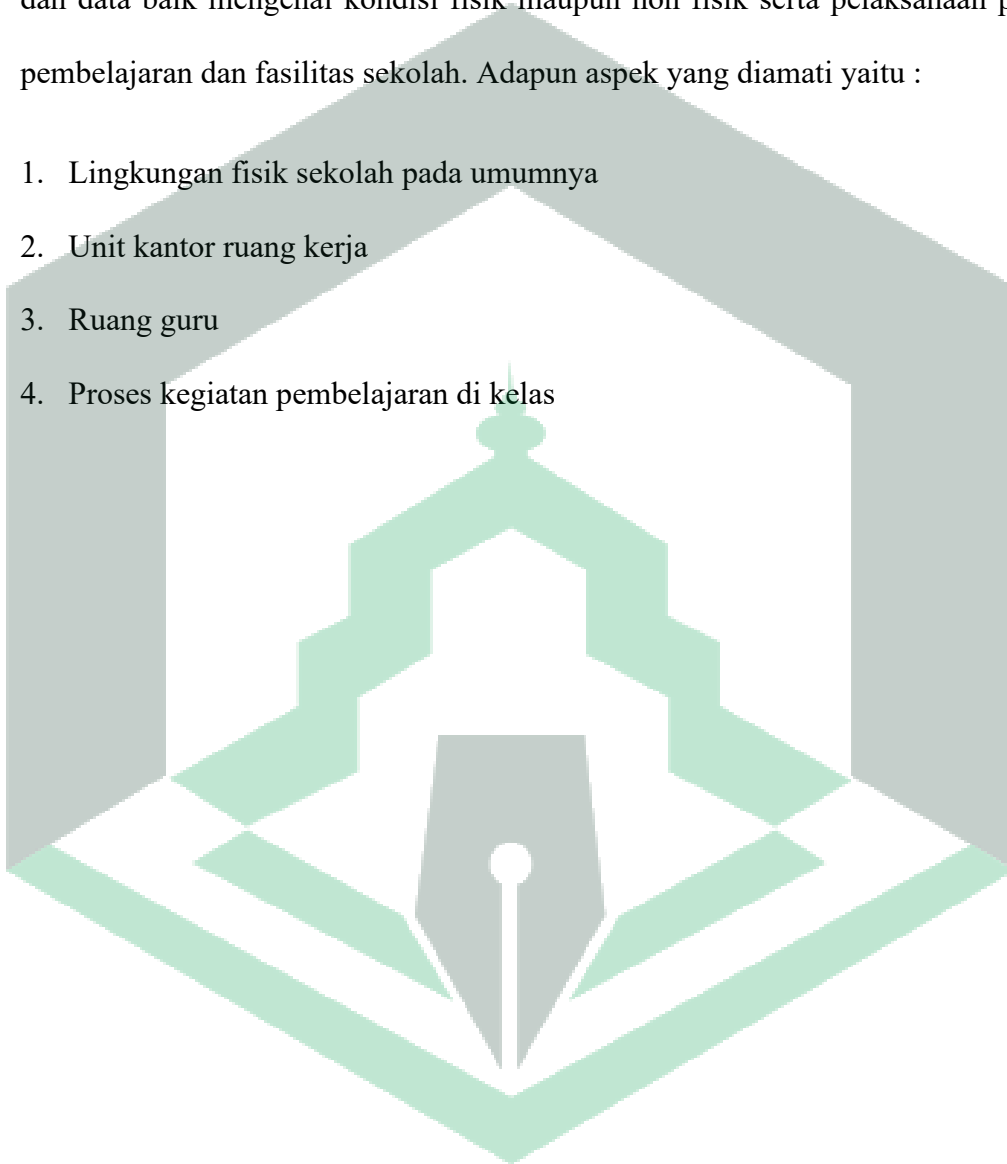 dan data baik mengenai kondisi fisik maupun non fisik serta pelaksanaan
pembelajaran dan fasilitas sekolah. Adapun aspek yang diamati yaitu :
1. Lingkungan fisik sekolah pada umumnya
2. Unit kantor ruang kerja
3. Ruang guru
4. Proses kegiatan pembelajaran di kelas